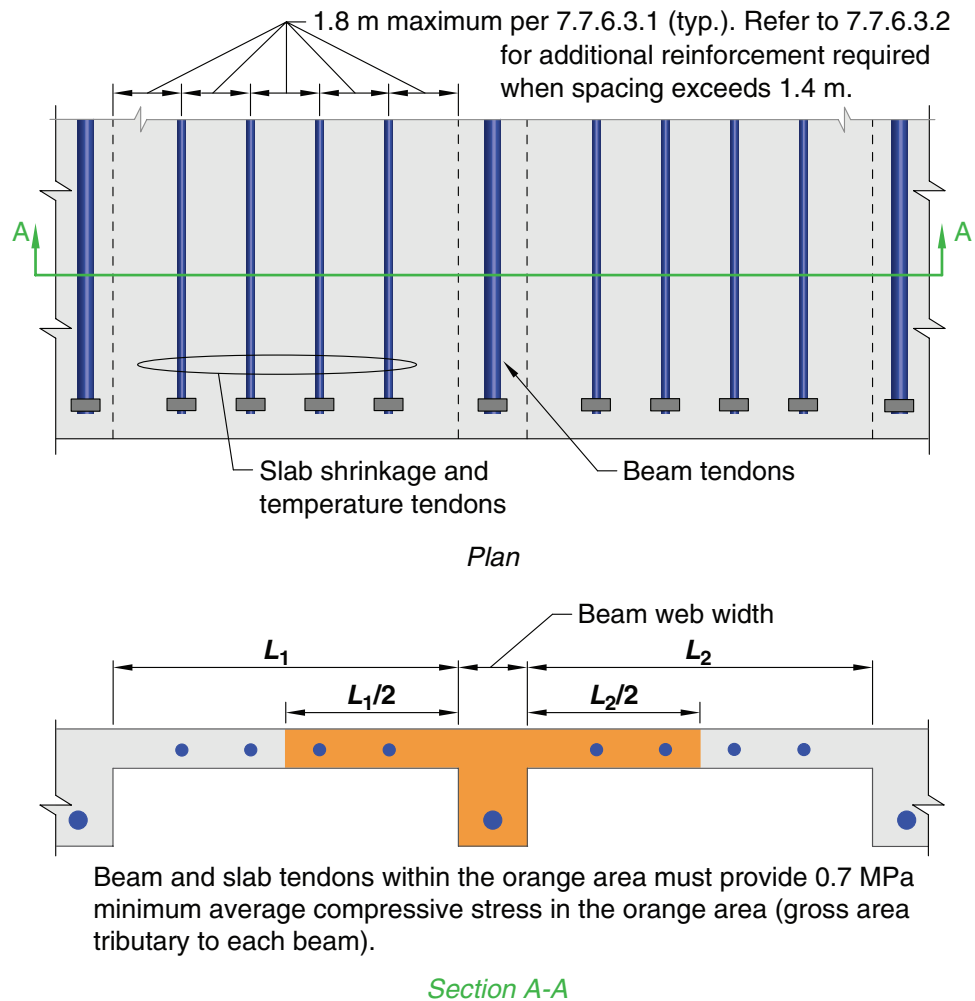 1.8 m maximum per 7.7.6.3.1 (typ.). Refer to 7.7.6.3.2
for additional reinforcement required
when spacing exceeds 1.4 m.
A
A
Slab shrinkage and
temperature tendons
Beam tendons
Plan
Beam web width
L1
L2
L1/2
L2/2
Beam and slab tendons within the orange area must provide 0.7 MPa
minimum average compressive stress in the orange area (gross area
tributary to each beam).
Section A-A